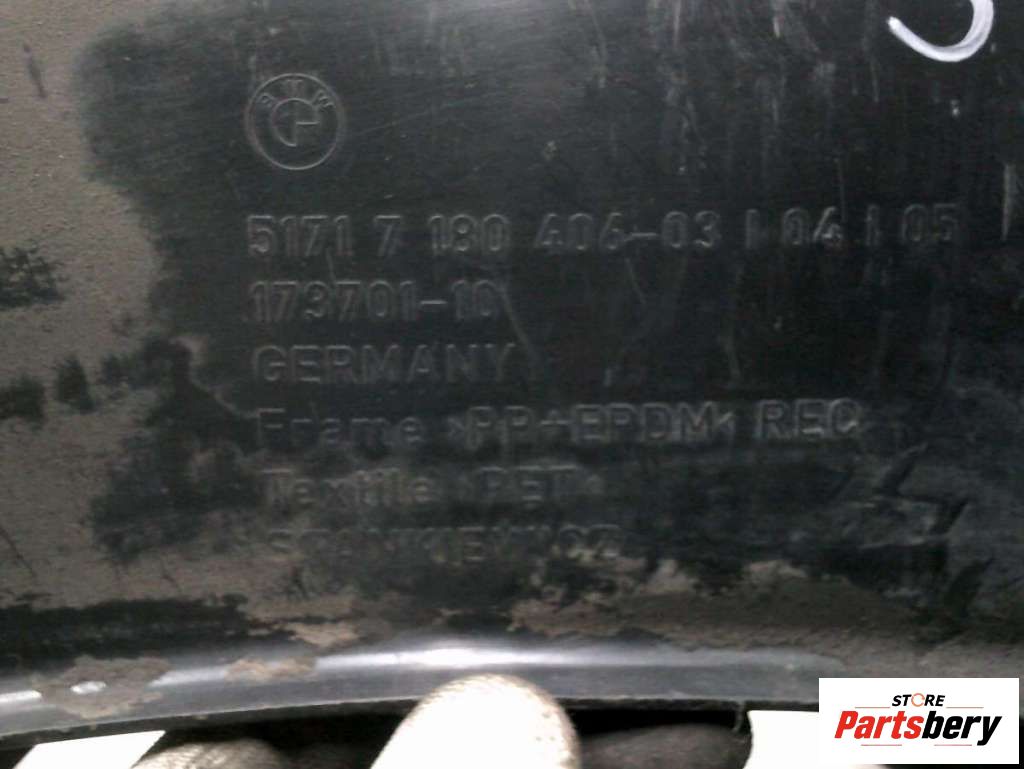 BMW
5171 7 180 406-03 | 04 | 05
173701-10
GERMANY
Frame >PP+EPDM< REC
Textile >PET<
STANKIEWICZ
STORE
Partsbery